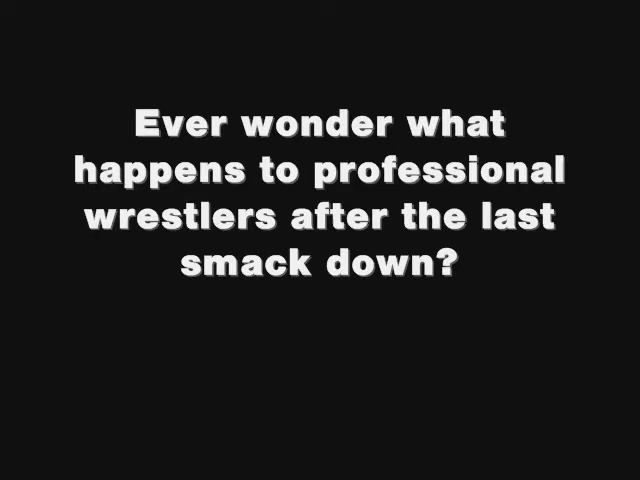 Ever wonder what
happens to professional
wrestlers after the last
smack down?